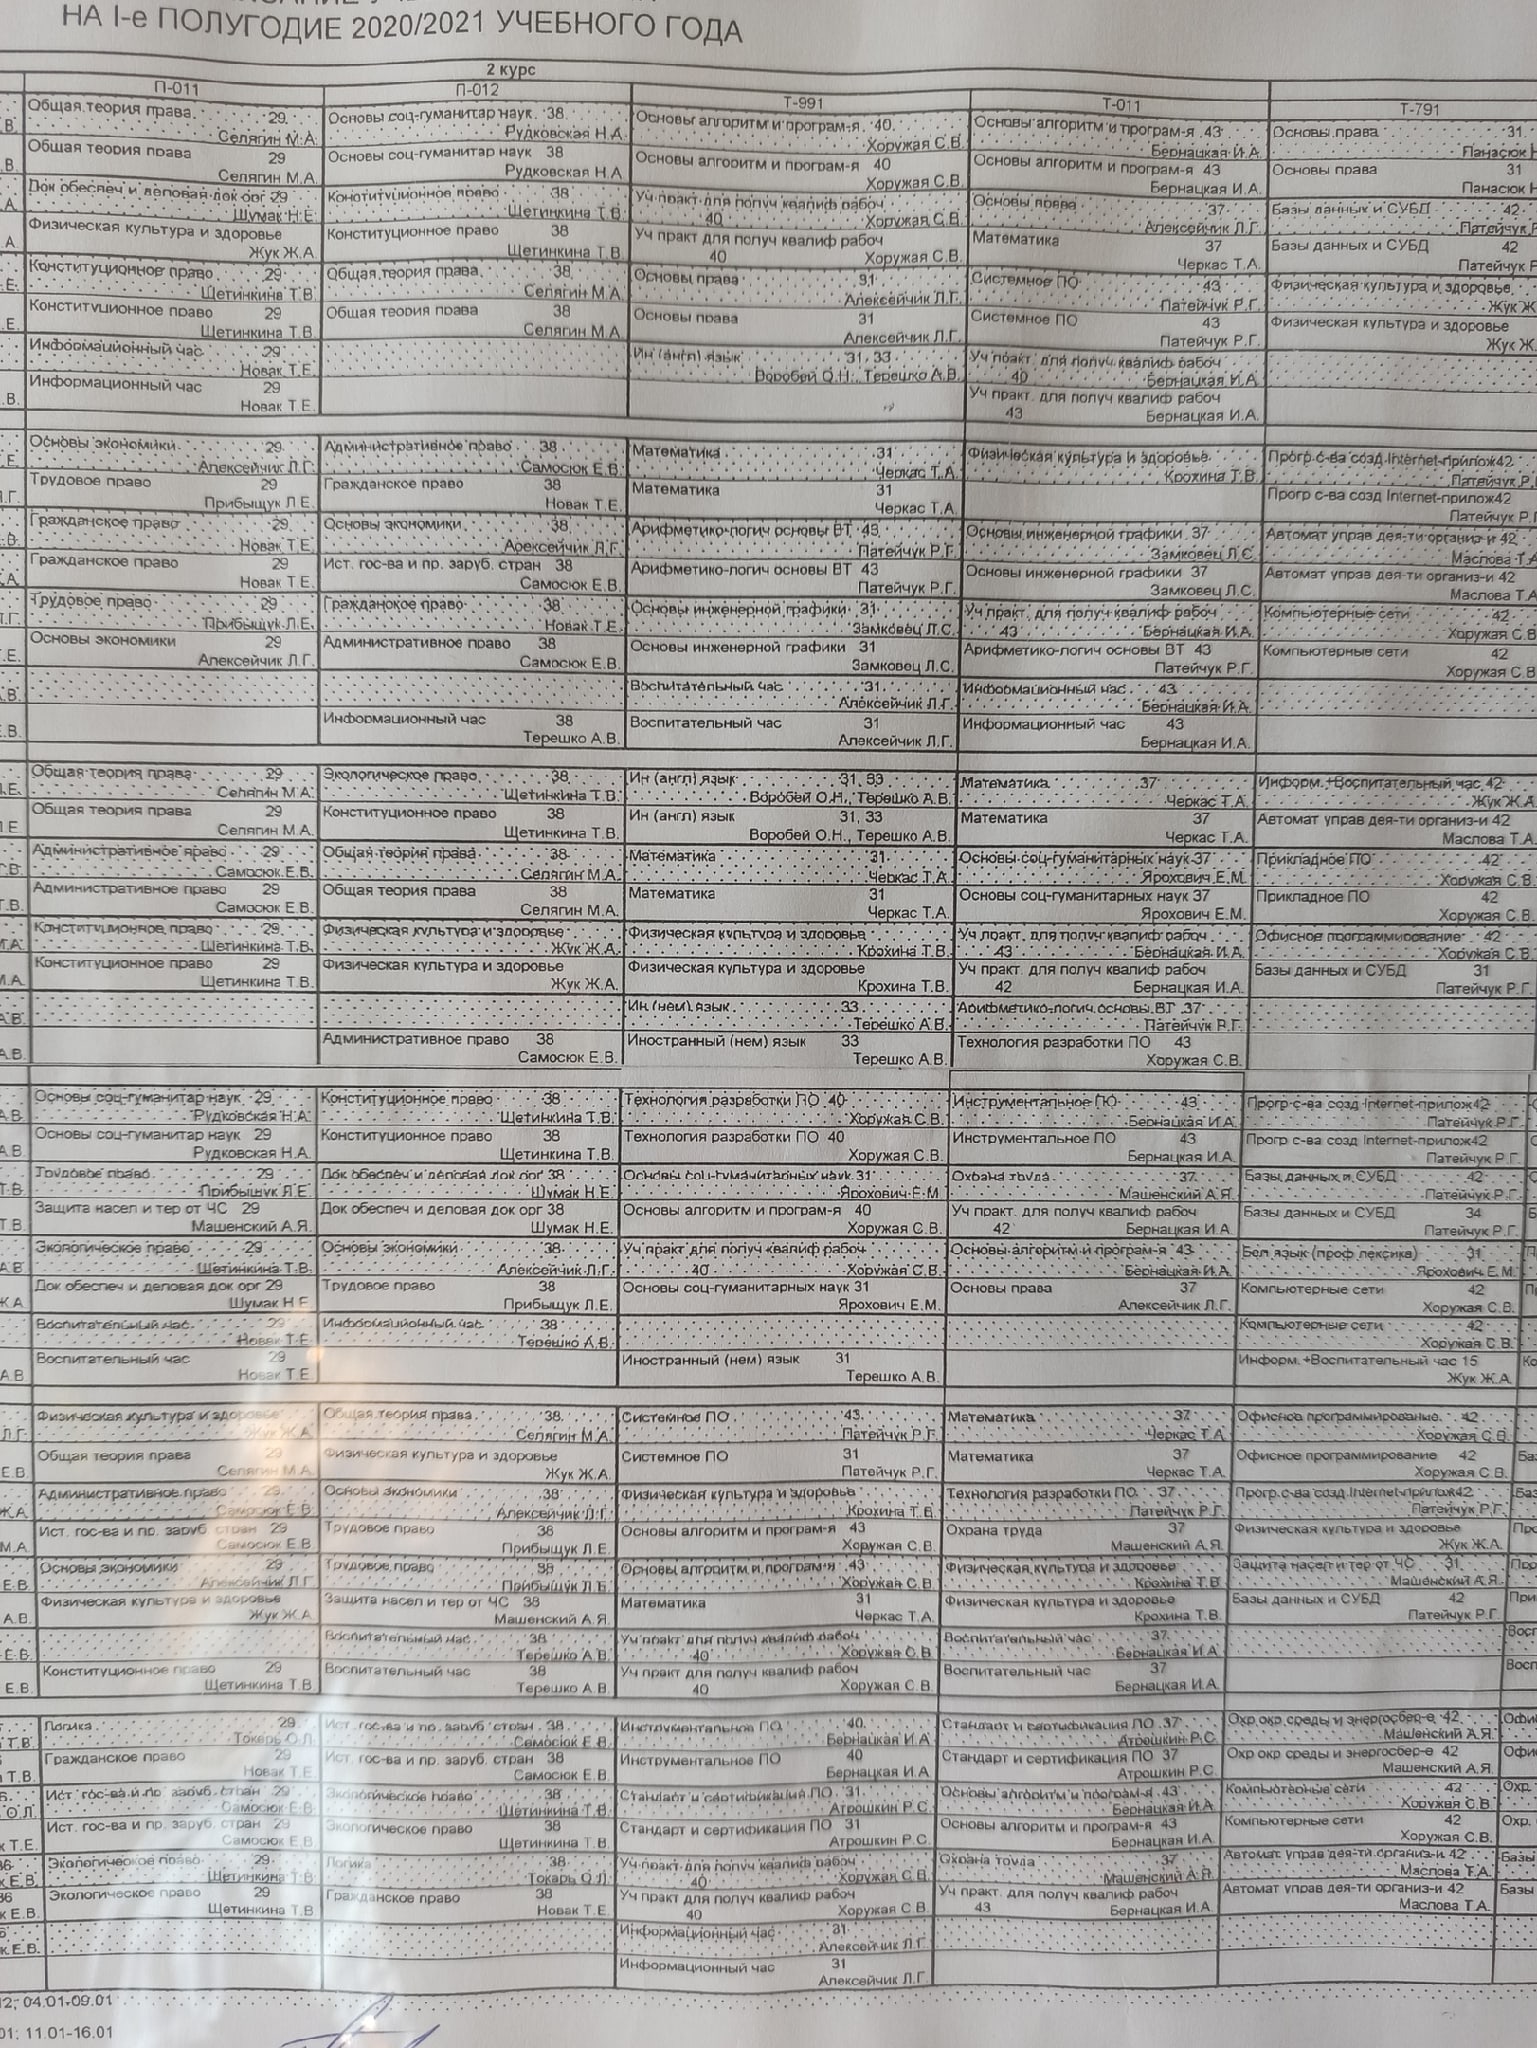 НА I-е ПОЛУГОДИЕ 2020/2021 УЧЕБНОГО ГОДА
2 курс
П-011 П-012 Т-991 Т-011 Т-791
Общая теория права 29 Основы соц-гуманитар наук 38 Основы алгоритм и програм-я 40 Основы алгоритм и програм-я 43 Основы права 31
Селягин М.А. Рудковская Н.А. Хоружая С.В. Бернацкая И.А. Панасюк Н
Общая теория права 29 Основы соц-гуманитар наук 38 Основы алгоритм и програм-я 40 Основы алгоритм и програм-я 43 Основы права 31
Селягин М.А. Рудковская Н.А. Хоружая С.В. Бернацкая И.А. Панасюк Н
Док обеспеч и деловая док орг 29 Конституционное право 38 Уч практ для получ квалиф рабоч Основы права 37 Базы данных и СУБД 42
Шумак Н.Е. Щетинкина Т.В. 40 Хоружая С.В. Алексейчик Л.Г. Патейчук Р
Физическая культура и здоровье Конституционное право 38 Уч практ для получ квалиф рабоч Математика 37 Базы данных и СУБД 42
Жук Ж.А. Щетинкина Т.В. 40 Хоружая С.В. Черкас Т.А. Патейчук Р
Конституционное право 29 Общая теория права 38 Основы права 31 Системное ПО 43 Физическая культура и здоровье
Щетинкина Т.В. Селягин М.А. Алексейчик Л.Г. Патейчук Р.Г. Жук Ж
Конституционное право 29 Общая теория права 38 Основы права 31 Системное ПО 43 Физическая культура и здоровье
Щетинкина Т.В. Селягин М.А. Алексейчик Л.Г. Патейчук Р.Г. Жук Ж.
Информационный час 29 Ин (англ) язык 31, 33 Уч практ. для получ квалиф рабоч
Новак Т.Е. Воробей О.Н., Терешко А.В. 40 Бернацкая И.А.
Информационный час 29 Уч практ. для получ квалиф рабоч
Новак Т.Е. 43 Бернацкая И.А.
Основы экономики 29 Административное право 38 Математика 31 Физическая культура и здоровье Прогр с-ва созд Internet-прилож42
Алексейчик Л.Г. Самосюк Е.В. Черкас Т.А. Крохина Т.В. Патейчук Р.
Трудовое право 29 Гражданское право 38 Математика 31 Прогр с-ва созд Internet-прилож42
Прибыщук Л.Е. Новак Т.Е. Черкас Т.А. Патейчук Р.Г
Гражданское право 29 Основы экономики 38 Арифметико-логич основы ВТ 43 Основы инженерной графики 37 Автомат управ дея-ти организ-и 42
Новак Т.Е. Алексейчик Л.Г. Патейчук Р.Г. Замковец Л.С. Маслова Т.А
Гражданское право 29 Ист. гос-ва и пр. заруб. стран 38 Арифметико-логич основы ВТ 43 Основы инженерной графики 37 Автомат управ дея-ти организ-и 42
Новак Т.Е. Самосюк Е.В. Патейчук Р.Г. Замковец Л.С. Маслова Т.А
Трудовое право 29 Гражданское право 38 Основы инженерной графики 31 Уч практ. для получ квалиф рабоч Компьютерные сети 42
Прибыщук Л.Е. Новак Т.Е. Замковец Л.С. 43 Бернацкая И.А. Хоружая С.В
Основы экономики 29 Административное право 38 Основы инженерной графики 31 Арифметико-логич основы ВТ 43 Компьютерные сети 42
Алексейчик Л.Г. Самосюк Е.В. Замковец Л.С. Патейчук Р.Г. Хоружая С.В
Воспитательный час 31 Информационный час 43
Алексейчик Л.Г. Бернацкая И.А.
Информационный час 38 Воспитательный час 31 Информационный час 43
Терешко А.В. Алексейчик Л.Г. Бернацкая И.А.
Общая теория права 29 Экологическое право 38 Ин (англ) язык 31, 33 Математика 37 Информ.+Воспитательный час 42
Селягин М.А. Щетинкина Т.В. Воробей О.Н., Терешко А.В. Черкас Т.А. Жук Ж.А
Общая теория права 29 Конституционное право 38 Ин (англ) язык 31, 33 Математика 37 Автомат управ дея-ти организ-и 42
Селягин М.А. Щетинкина Т.В. Воробей О.Н., Терешко А.В. Черкас Т.А. Маслова Т.А.
Административное право 29 Общая теория права 38 Математика 31 Основы соц-гуманитарных наук 37 Прикладное ПО 42
Самосюк Е.В. Селягин М.А. Черкас Т.А. Ярохович Е.М. Хоружая С.В
Административное право 29 Общая теория права 38 Математика 31 Основы соц-гуманитарных наук 37 Прикладное ПО 42
Самосюк Е.В. Селягин М.А. Черкас Т.А. Ярохович Е.М. Хоружая С.В.
Конституционное право 29 Физическая культура и здоровье Физическая культура и здоровье Уч практ. для получ квалиф рабоч Офисное программирование 42
Щетинкина Т.В. Жук Ж.А. Крохина Т.В. 43 Бернацкая И.А. Хоружая С.В.
Конституционное право 29 Физическая культура и здоровье Физическая культура и здоровье Уч практ. для получ квалиф рабоч Базы данных и СУБД 31
Щетинкина Т.В. Жук Ж.А. Крохина Т.В. 42 Бернацкая И.А. Патейчук Р.Г.
Ин (нем) язык 33 Арифметико-логич основы ВТ 37
Терешко А.В. Патейчук Р.Г.
Административное право 38 Иностранный (нем) язык 33 Технология разработки ПО 43
Самосюк Е.В. Терешко А.В. Хоружая С.В.
Основы соц-гуманитар наук 29 Конституционное право 38 Технология разработки ПО 40 Инструментальное ПО 43 Прогр с-ва созд Internet-прилож42
Рудковская Н.А. Щетинкина Т.В. Хоружая С.В. Бернацкая И.А. Патейчук Р.Г.
Основы соц-гуманитар наук 29 Конституционное право 38 Технология разработки ПО 40 Инструментальное ПО 43 Прогр с-ва созд Internet-прилож42
Рудковская Н.А. Щетинкина Т.В. Хоружая С.В. Бернацкая И.А. Патейчук Р.Г.
Трудовое право 29 Док обеспеч и деловая док орг 38 Основы соц-гуманитарных наук 31 Охрана труда 37 Базы данных и СУБД 42
Прибыщук Л.Е. Шумак Н.Е. Ярохович Е.М. Машенский А.Я. Патейчук Р.Г.
Защита насел и тер от ЧС 29 Док обеспеч и деловая док орг 38 Основы алгоритм и програм-я 40 Уч практ. для получ квалиф рабоч Базы данных и СУБД 34
Машенский А.Я. Шумак Н.Е. Хоружая С.В. 42 Бернацкая И.А. Патейчук Р.Г.
Экологическое право 29 Основы экономики 38 Уч практ для получ квалиф рабоч Основы алгоритм и програм-я 43 Бел язык (проф лексика) 31
Щетинкина Т.В. Алексейчик Л.Г. 40 Хоружая С.В. Бернацкая И.А. Ярохович Е.М.
Док обеспеч и деловая док орг 29 Трудовое право 38 Основы соц-гуманитарных наук 31 Основы права 37 Компьютерные сети 42
Шумак Н.Е. Прибыщук Л.Е. Ярохович Е.М. Алексейчик Л.Г. Хоружая С.В.
Воспитательный час 29 Информационный час 38 Компьютерные сети 42
Новак Т.Е. Терешко А.В. Хоружая С.В.
Воспитательный час 29 Иностранный (нем) язык 31 Информ. +Воспитательный час 15
Новак Т.Е. Терешко А.В. Жук Ж.А.
Физическая культура и здоровье Общая теория права 38 Системное ПО 43 Математика 37 Офисное программирование 42
Жук Ж.А. Селягин М.А. Патейчук Р.Г. Черкас Т.А. Хоружая С.В.
Общая теория права 29 Физическая культура и здоровье Системное ПО 31 Математика 37 Офисное программирование 42
Селягин М.А. Жук Ж.А. Патейчук Р.Г. Черкас Т.А. Хоружая С.В.
Административное право 29 Основы экономики 38 Физическая культура и здоровье Технология разработки ПО 37 Прогр с-ва созд Internet-прилож42
Самосюк Е.В. Алексейчик Л.Г. Крохина Т.В. Патейчук Р.Г. Патейчук Р.Г.
Ист. гос-ва и пр. заруб стран 29 Трудовое право 38 Основы алгоритм и програм-я 43 Охрана труда 37 Физическая культура и здоровье
Самосюк Е.В. Прибыщук Л.Е. Хоружая С.В. Машенский А.Я. Жук Ж.А.
Основы экономики 29 Трудовое право 38 Основы алгоритм и програм-я 43 Физическая культура и здоровье Защита насел и тер от ЧС 31
Алексейчик Л.Г. Прибыщук Л.Е. Хоружая С.В. Крохина Т.В. Машенский А.Я.
Физическая культура и здоровье Защита насел и тер от ЧС 38 Математика 31 Физическая культура и здоровье Базы данных и СУБД 42
Жук Ж.А. Машенский А.Я. Черкас Т.А. Крохина Т.В. Патейчук Р.Г.
Воспитательный час 38 Уч практ для получ квалиф рабоч Воспитательный час 37
Терешко А.В. 40 Хоружая С.В. Бернацкая И.А.
Конституционное право 29 Воспитательный час 38 Уч практ для получ квалиф рабоч Воспитательный час 37
Щетинкина Т.В. Терешко А.В. 40 Хоружая С.В. Бернацкая И.А.
Логика 29 Ист. гос-ва и пр. заруб. стран 38 Инструментальное ПО 40 Стандарт и сертификация ПО 37 Охр окр среды и энергосбер-е 42
Токарь О.Л. Самосюк Е.В. Бернацкая И.А. Атрошкин Р.С. Машенский А.Я.
Гражданское право 29 Ист. гос-ва и пр. заруб. стран 38 Инструментальное ПО 40 Стандарт и сертификация ПО 37 Охр окр среды и энергосбер-е 42
Новак Т.Е. Самосюк Е.В. Бернацкая И.А. Атрошкин Р.С. Машенский А.Я.
Ист. гос-ва и пр. заруб. стран 29 Экологическое право 38 Стандарт и сертификация ПО 31 Основы алгоритм и програм-я 43 Компьютерные сети 42
Самосюк Е.В. Щетинкина Т.В. Атрошкин Р.С. Бернацкая И.А. Хоружая С.В.
Ист. гос-ва и пр. заруб. стран 29 Экологическое право 38 Стандарт и сертификация ПО 31 Основы алгоритм и програм-я 43 Компьютерные сети 42
Самосюк Е.В. Щетинкина Т.В. Атрошкин Р.С. Бернацкая И.А. Хоружая С.В.
Экологическое право 29 Логика 38 Уч практ для получ квалиф рабоч Охрана труда 37 Автомат управ дея-ти организ-и 42
Щетинкина Т.В. Токарь О.Л. 40 Хоружая С.В. Машенский А.Я. Маслова Т.А.
Экологическое право 29 Гражданское право 38 Уч практ для получ квалиф рабоч Уч практ. для получ квалиф рабоч Автомат управ дея-ти организ-и 42
Щетинкина Т.В. Новак Т.Е. 40 Хоружая С.В. 43 Бернацкая И.А. Маслова Т.А.
Информационный час 31
Алексейчик Л.Г.
Информационный час 31
Алексейчик Л.Г.
04.01-09.01
11.01-16.01